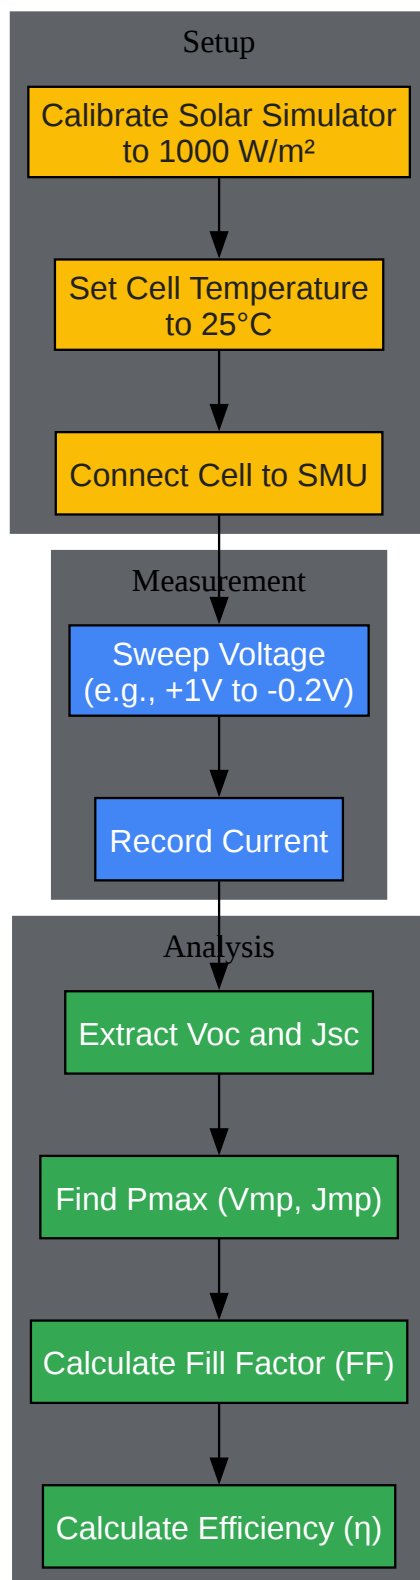 Setup
Calibrate Solar Simulator
to 1000 W/m²
Set Cell Temperature
to 25°C
Connect Cell to SMU
Measurement
Sweep Voltage
(e.g., +1V to -0.2V)
Record Current
Analysis
Extract Voc and Jsc
Find Pmax (Vmp, Jmp)
Calculate Fill Factor (FF)
Calculate Efficiency (η)